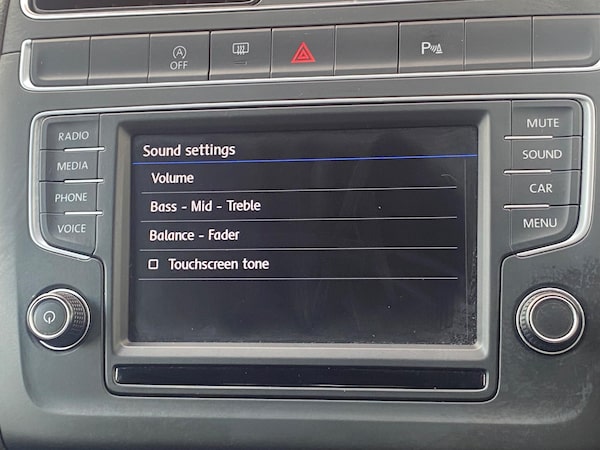 A
OFF
P
RADIO
MEDIA
PHONE
VOICE
Sound settings
Volume
Bass - Mid - Treble
Balance - Fader
Touchscreen tone
MUTE
SOUND
CAR
MENU